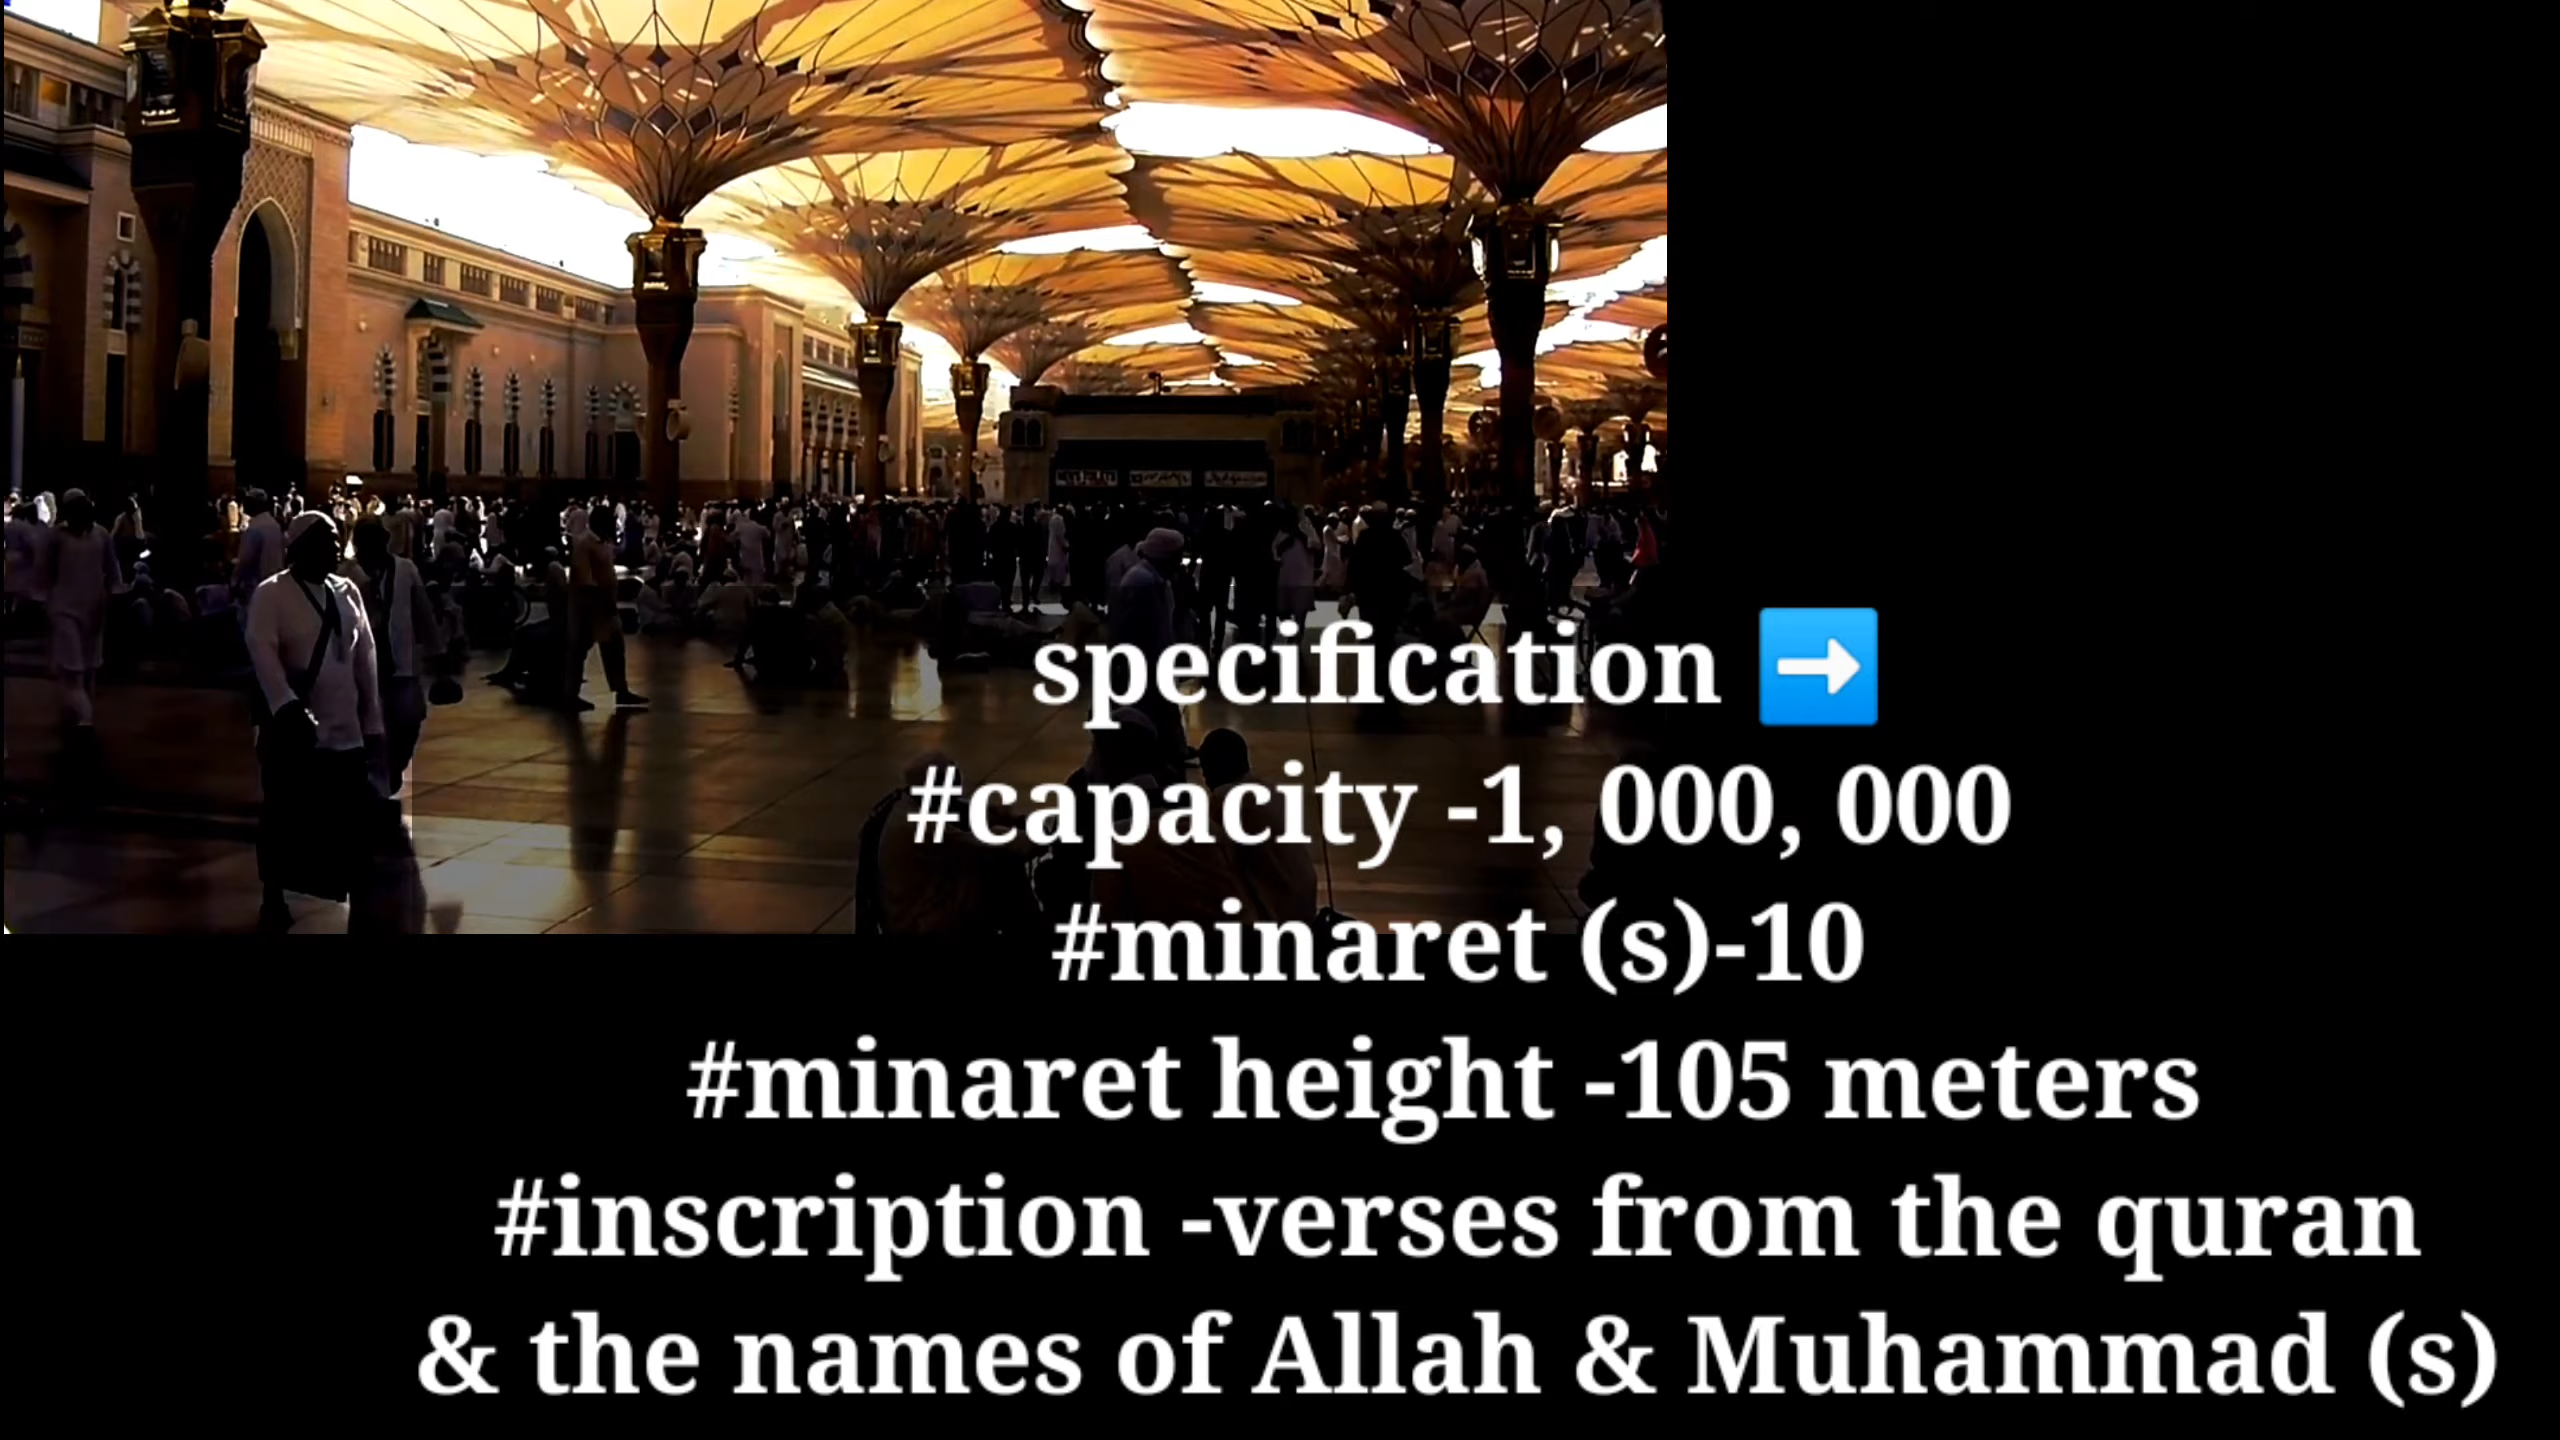 specification ➡
#capacity -1, 000, 000
#minaret (s)-10
#minaret height -105 meters
#inscription -verses from the quran
& the names of Allah & Muhammad (s)